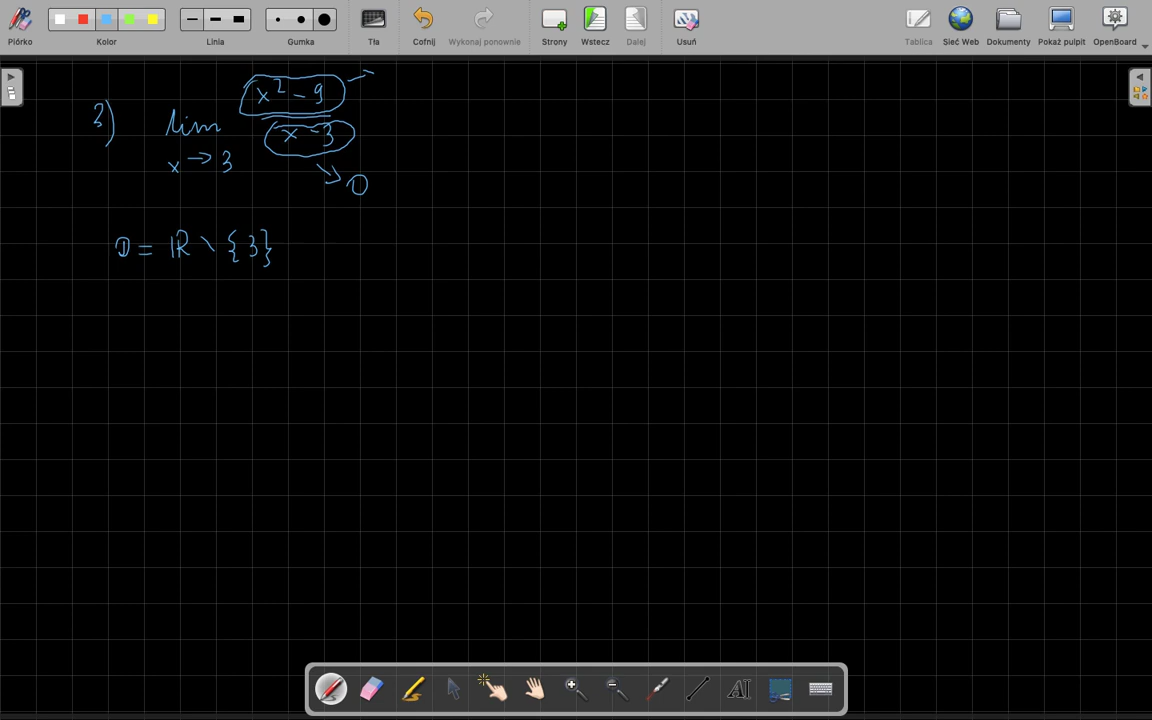 Piórko Kolor Linia Gumka Tła Cofnij Wykonaj ponownie Strony Wstecz Dalej Usuń Tablica Sieć Web Dokumenty Pokaż pulpit OpenBoard
3) lim x→3 (x² - 9)/(x - 3) →
→ 0
D = ℝ \ {3}
AI